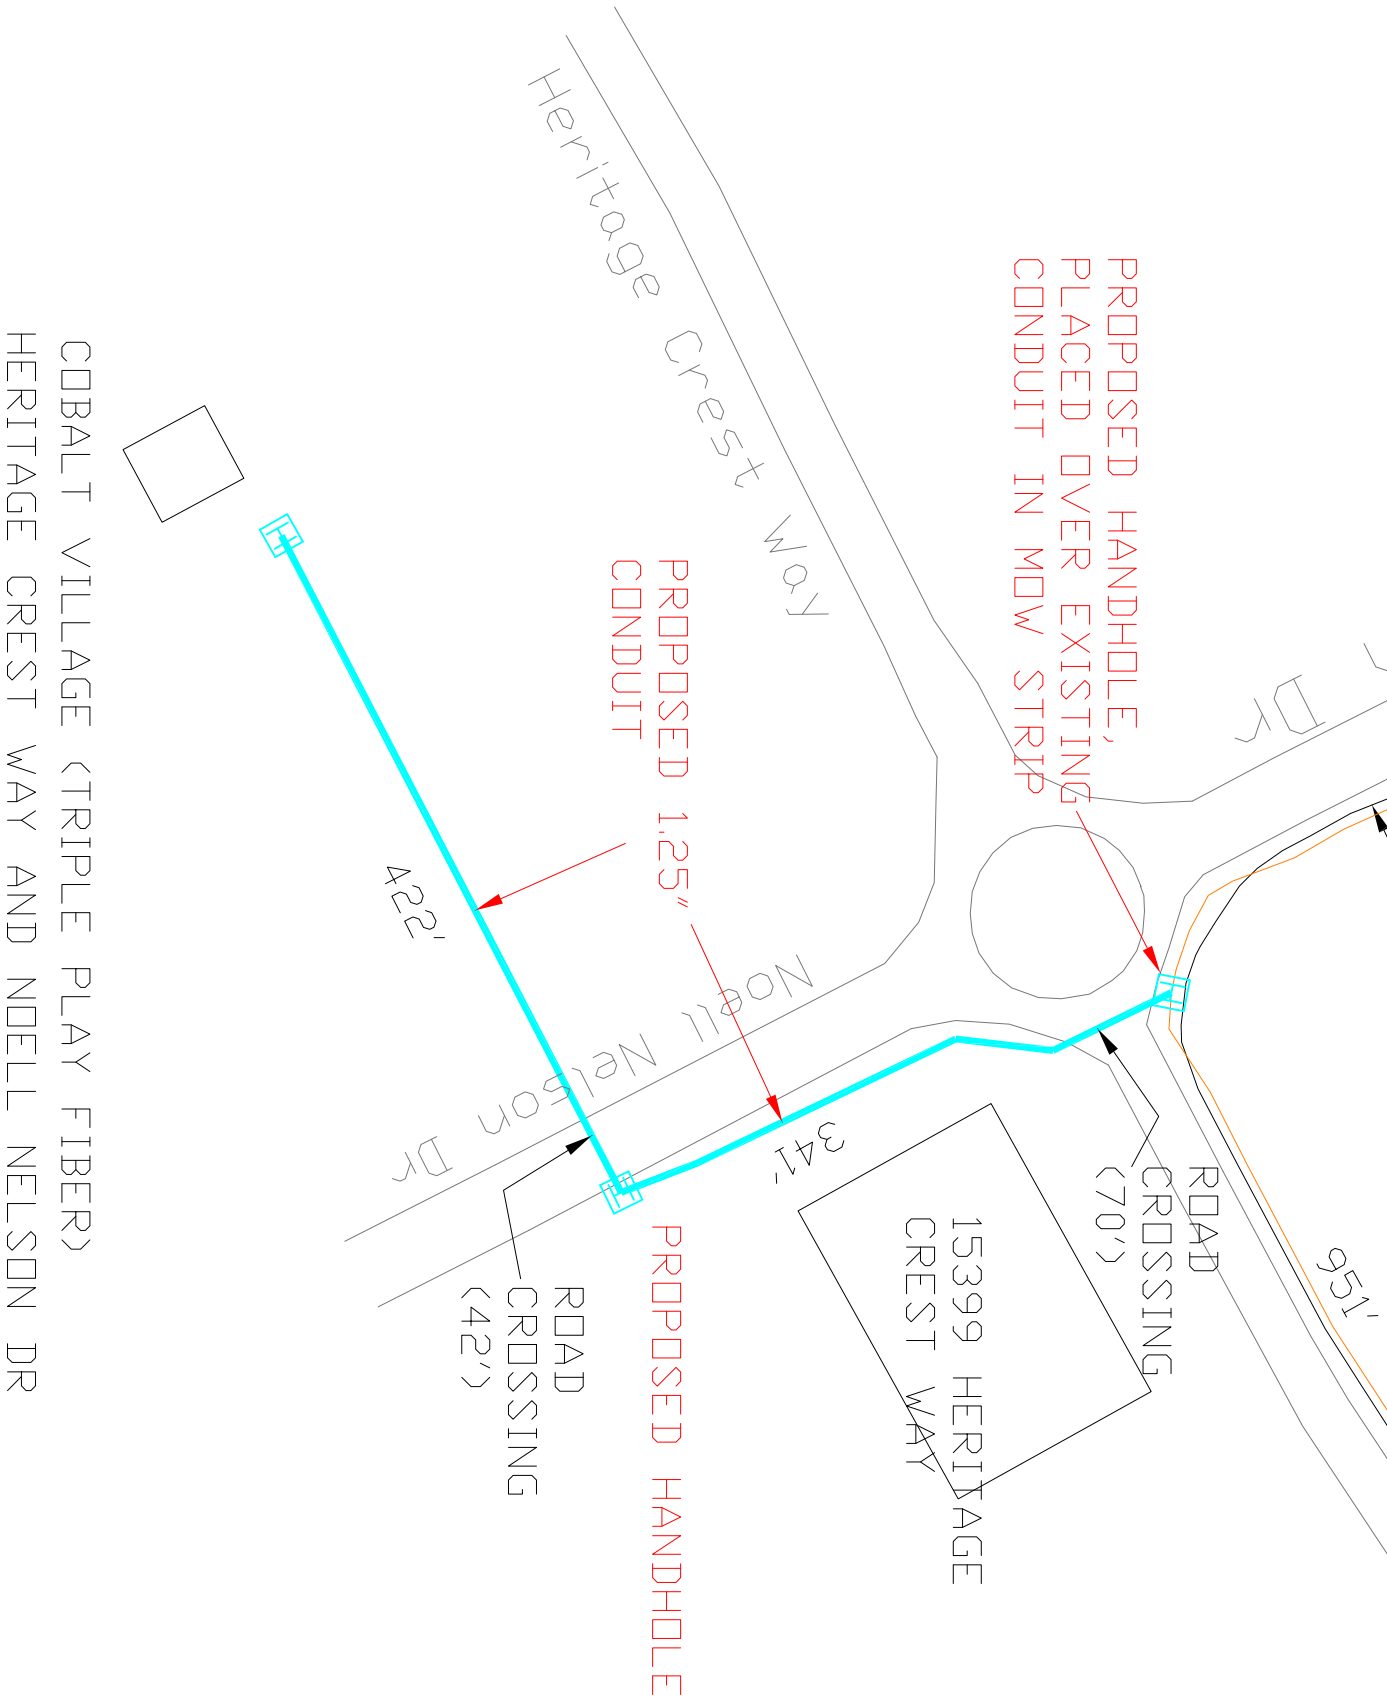 PROPOSED HANDHOLE,
PLACED OVER EXISTING
CONDUIT IN MOW STRIP
Heritage Crest Way
Dr
PROPOSED 1.25"
CONDUIT
422'
Noell Nelson Dr
341'
951'
ROAD
CROSSING
(70')
15399 HERITAGE
CREST WAY
ROAD
CROSSING
(42')
PROPOSED HANDHOLE
COBALT VILLAGE (TRIPLE PLAY FIBER)
HERITAGE CREST WAY AND NOELL NELSON DR